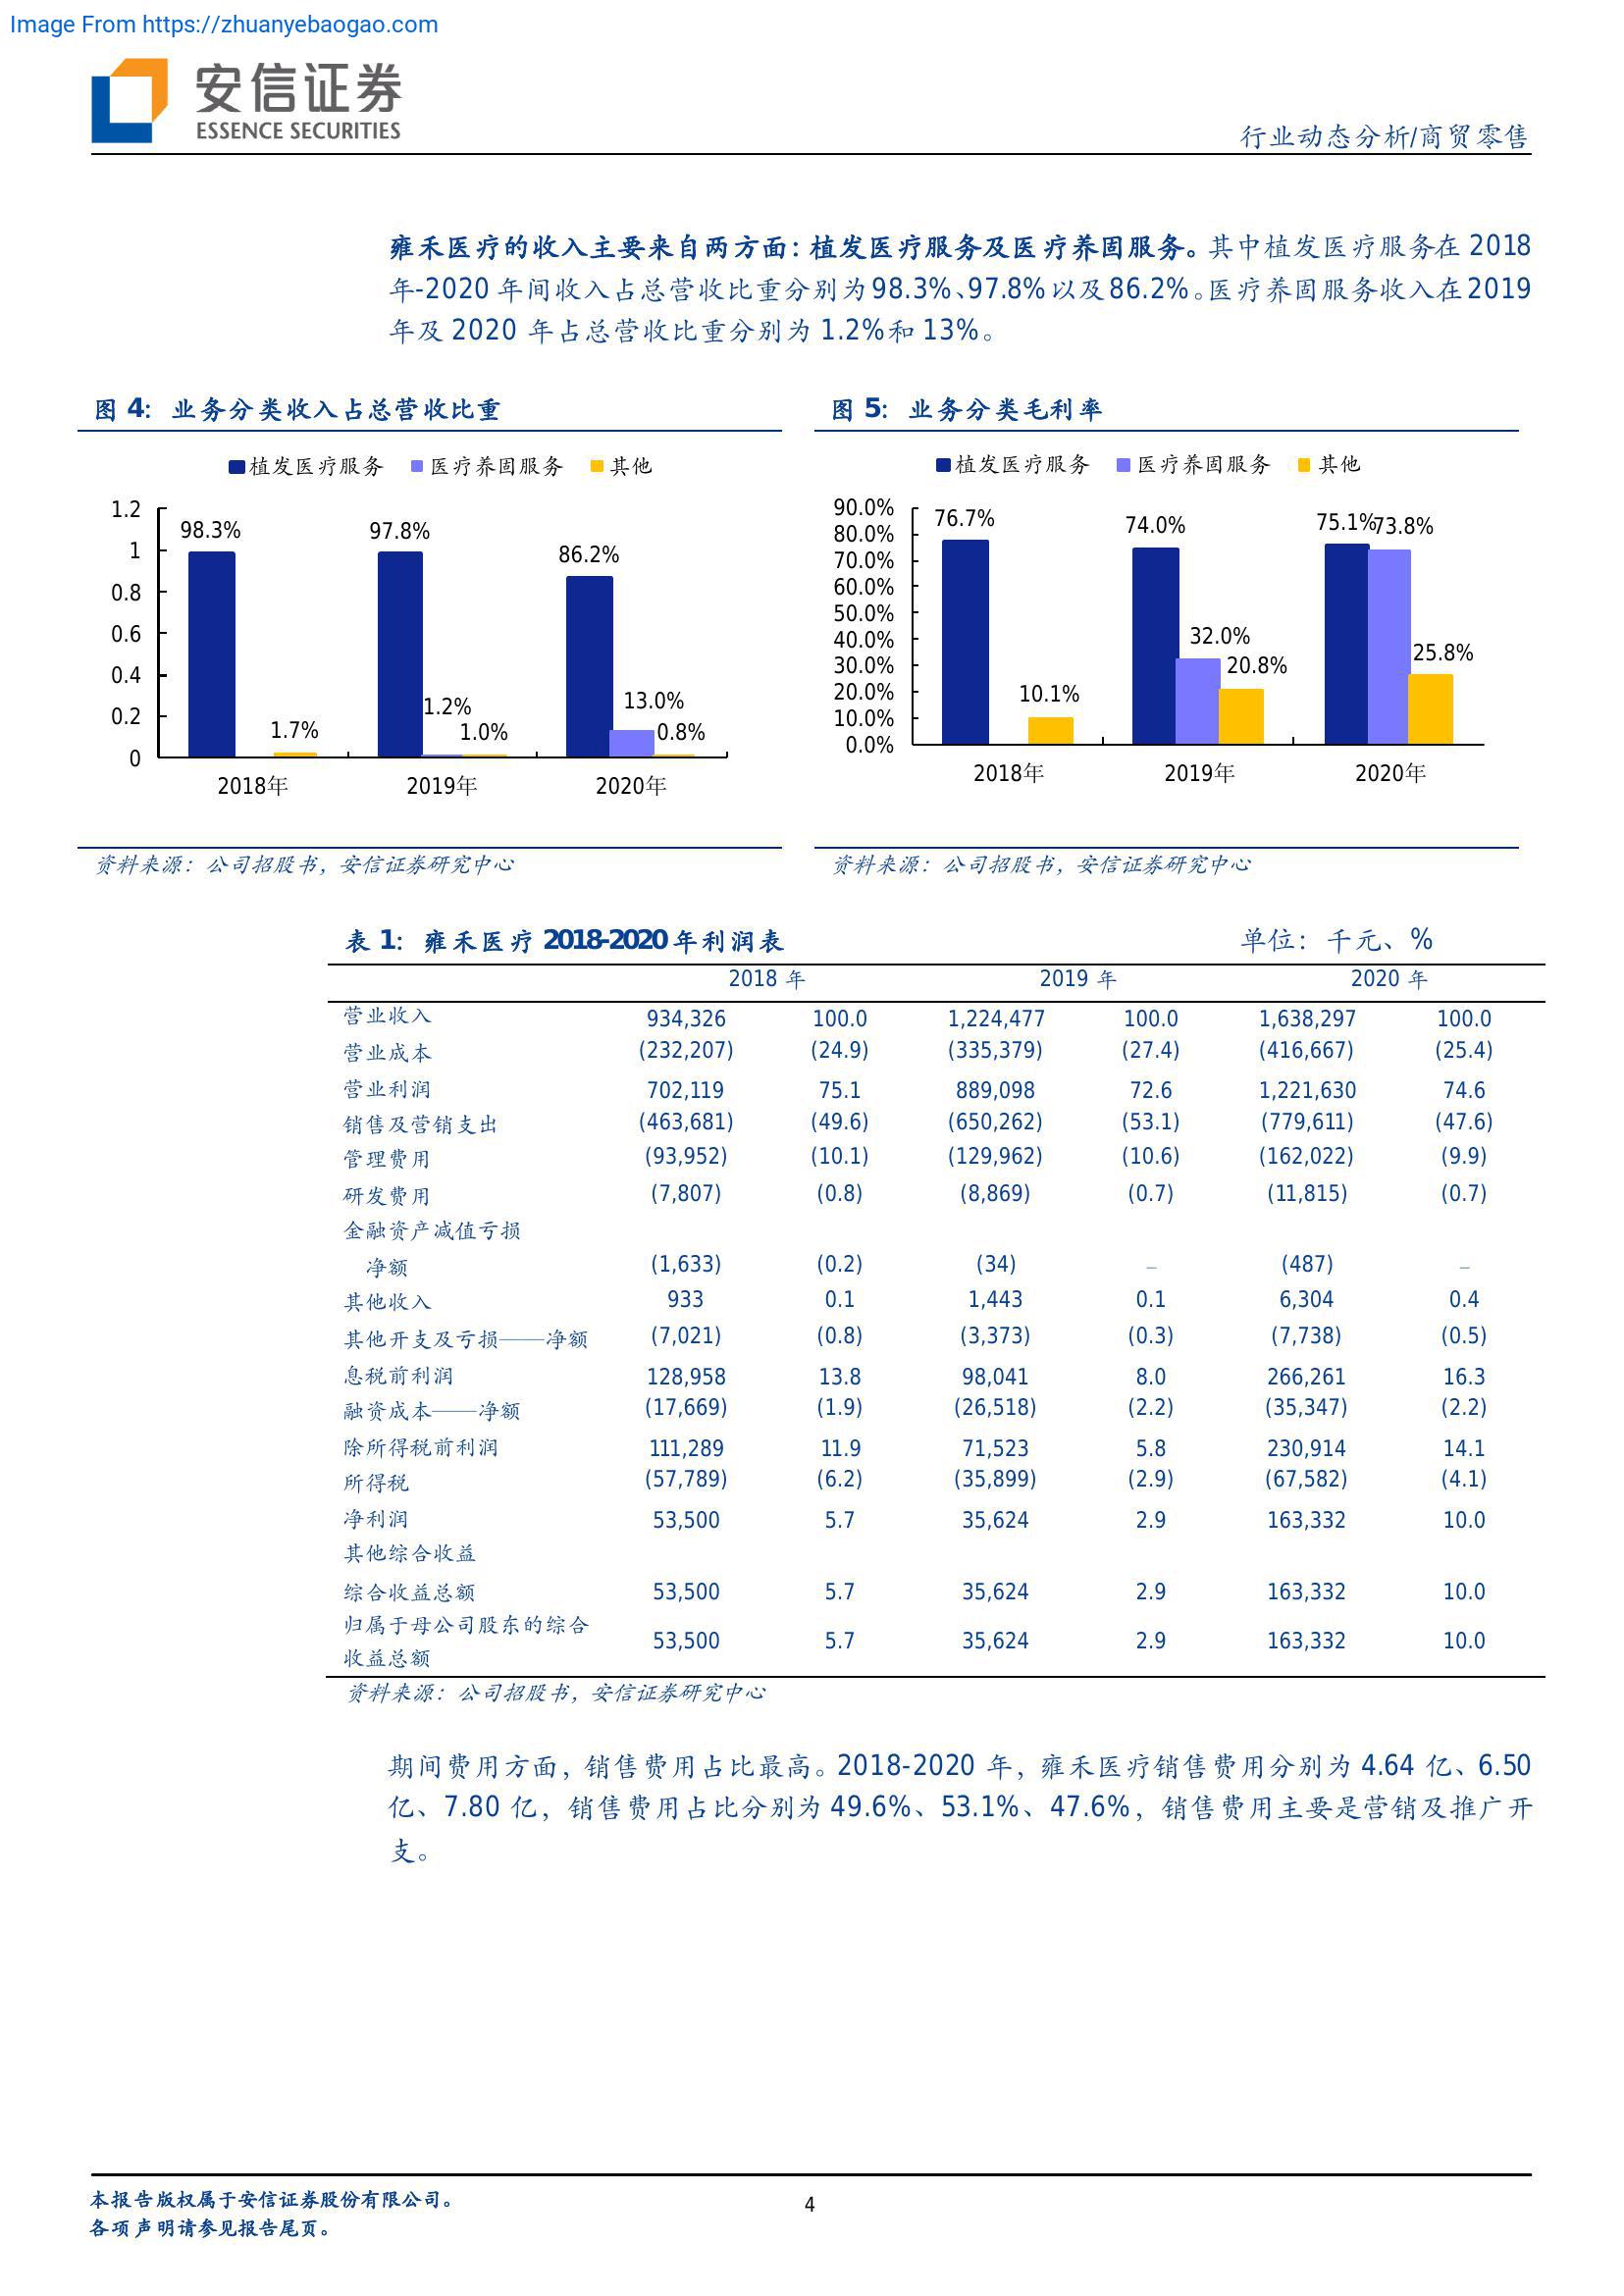 Image From https://zhuanyebaogao.com
安信证券
ESSENCE SECURITIES
行业动态分析/商贸零售
雍禾医疗的收入主要来自两方面：植发医疗服务及医疗养固服务。其中植发医疗服务在 2018
年-2020 年间收入占总营收比重分别为98.3%、97.8%以及86.2%。医疗养固服务收入在2019
年及 2020 年占总营收比重分别为 1.2%和 13%。
图 4： 业务分类收入占总营收比重
植发医疗服务 医疗养固服务 其他
1.2
1
0.8
0.6
0.4
0.2
0
98.3%
1.7%
97.8%
1.2%
1.0%
86.2%
13.0%
0.8%
2018年 2019年 2020年
资料来源：公司招股书，安信证券研究中心
图 5： 业务分类毛利率
植发医疗服务 医疗养固服务 其他
90.0%
80.0%
70.0%
60.0%
50.0%
40.0%
30.0%
20.0%
10.0%
0.0%
76.7%
10.1%
74.0%
32.0%
20.8%
75.1%
73.8%
25.8%
2018年 2019年 2020年
资料来源：公司招股书，安信证券研究中心
表 1： 雍禾医疗 2018-2020年利润表 单位：千元、%
2018 年 2019 年 2020 年
营业收入 934,326 100.0 1,224,477 100.0 1,638,297 100.0
营业成本 (232,207) (24.9) (335,379) (27.4) (416,667) (25.4)
营业利润 702,119 75.1 889,098 72.6 1,221,630 74.6
销售及营销支出 (463,681) (49.6) (650,262) (53.1) (779,611) (47.6)
管理费用 (93,952) (10.1) (129,962) (10.6) (162,022) (9.9)
研发费用 (7,807) (0.8) (8,869) (0.7) (11,815) (0.7)
金融资产减值亏损
净额 (1,633) (0.2) (34) – (487) –
其他收入 933 0.1 1,443 0.1 6,304 0.4
其他开支及亏损——净额 (7,021) (0.8) (3,373) (0.3) (7,738) (0.5)
息税前利润 128,958 13.8 98,041 8.0 266,261 16.3
融资成本——净额 (17,669) (1.9) (26,518) (2.2) (35,347) (2.2)
除所得税前利润 111,289 11.9 71,523 5.8 230,914 14.1
所得税 (57,789) (6.2) (35,899) (2.9) (67,582) (4.1)
净利润 53,500 5.7 35,624 2.9 163,332 10.0
其他综合收益
综合收益总额 53,500 5.7 35,624 2.9 163,332 10.0
归属于母公司股东的综合
收益总额 53,500 5.7 35,624 2.9 163,332 10.0
资料来源：公司招股书，安信证券研究中心
期间费用方面，销售费用占比最高。2018-2020 年，雍禾医疗销售费用分别为 4.64 亿、6.50
亿、7.80 亿，销售费用占比分别为 49.6%、53.1%、47.6%，销售费用主要是营销及推广开
支。
本报告版权属于安信证券股份有限公司。
4
各项声明请参见报告尾页。